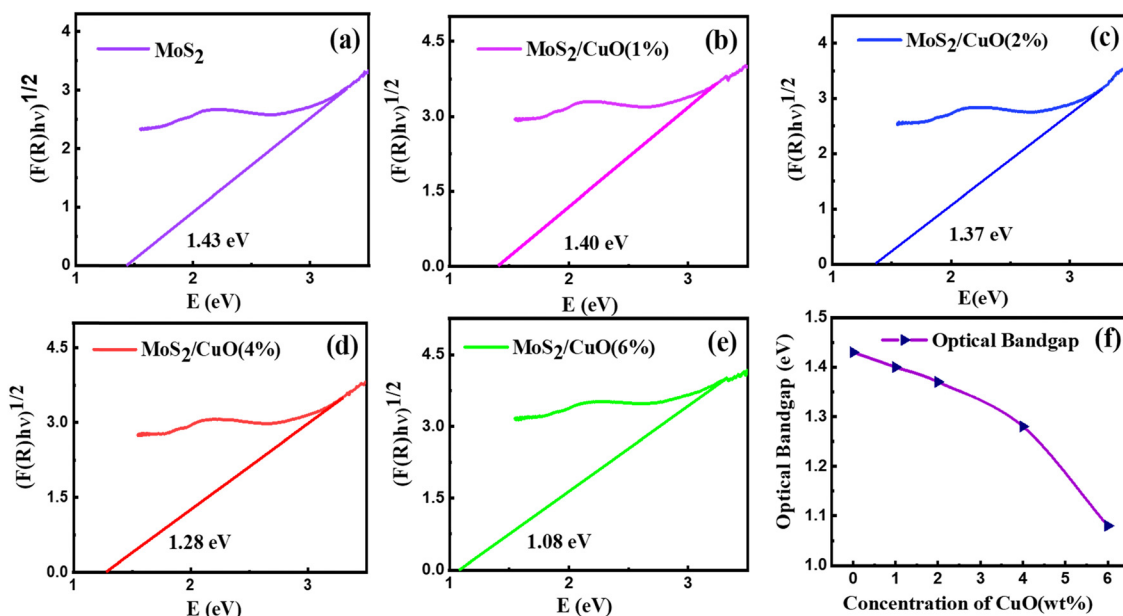 (a)
MoS2
(F(R)hν)1/2
4
3
2
1
0
1.43 eV
1
2
3
E (eV)
(b)
MoS2/CuO(1%)
(F(R)hν)1/2
4.5
3.0
1.5
0.0
1.40 eV
1
2
3
E (eV)
(c)
MoS2/CuO(2%)
(F(R)hν)1/2
4
3
2
1
0
1.37 eV
1
2
3
E(eV)
(d)
MoS2/CuO(4%)
(F(R)hν)1/2
4.5
3.0
1.5
0.0
1.28 eV
1
2
3
E (eV)
(e)
MoS2/CuO(6%)
(F(R)hν)1/2
4.5
3.0
1.5
0.0
1.08 eV
1
2
3
E (eV)
(f)
Optical Bandgap
Optical Bandgap (eV)
1.5
1.4
1.3
1.2
1.1
1.0
0
1
2
3
4
5
6
Concentration of CuO(wt%)